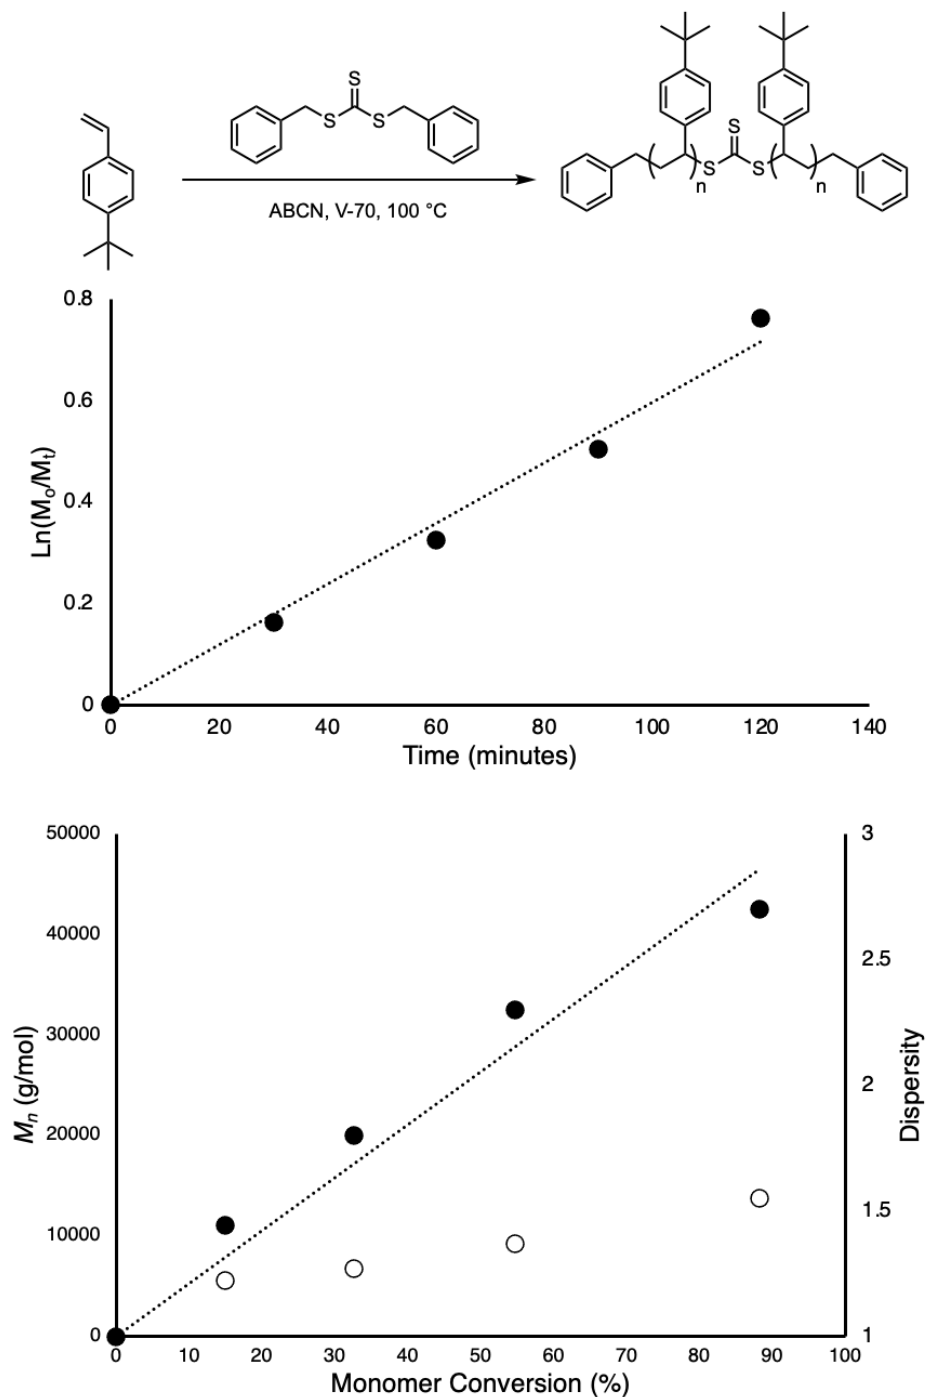 S
S
S
ABCN, V-70, 100 °C
S
S
S
n
n
0.8
0.6
0.4
0.2
0
Ln(Mo/Mt)
0 20 40 60 80 100 120 140
Time (minutes)
50000
40000
30000
20000
10000
0
Mn (g/mol)
3
2.5
2
1.5
1
Dispersity
0 10 20 30 40 50 60 70 80 90 100
Monomer Conversion (%)